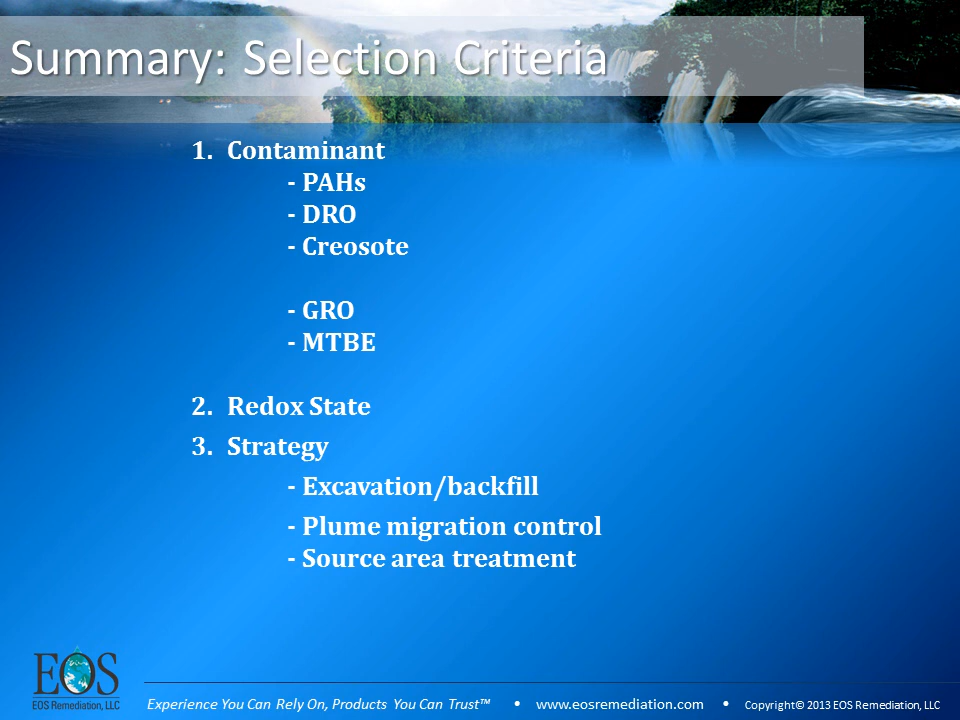 Summary: Selection Criteria
1. Contaminant
- PAHs
- DRO
- Creosote
- GRO
- MTBE
2. Redox State
3. Strategy
- Excavation/backfill
- Plume migration control
- Source area treatment
EOS
EOS Remediation, LLC
Experience You Can Rely On, Products You Can Trust™ • www.eosremediation.com • Copyright© 2013 EOS Remediation, LLC